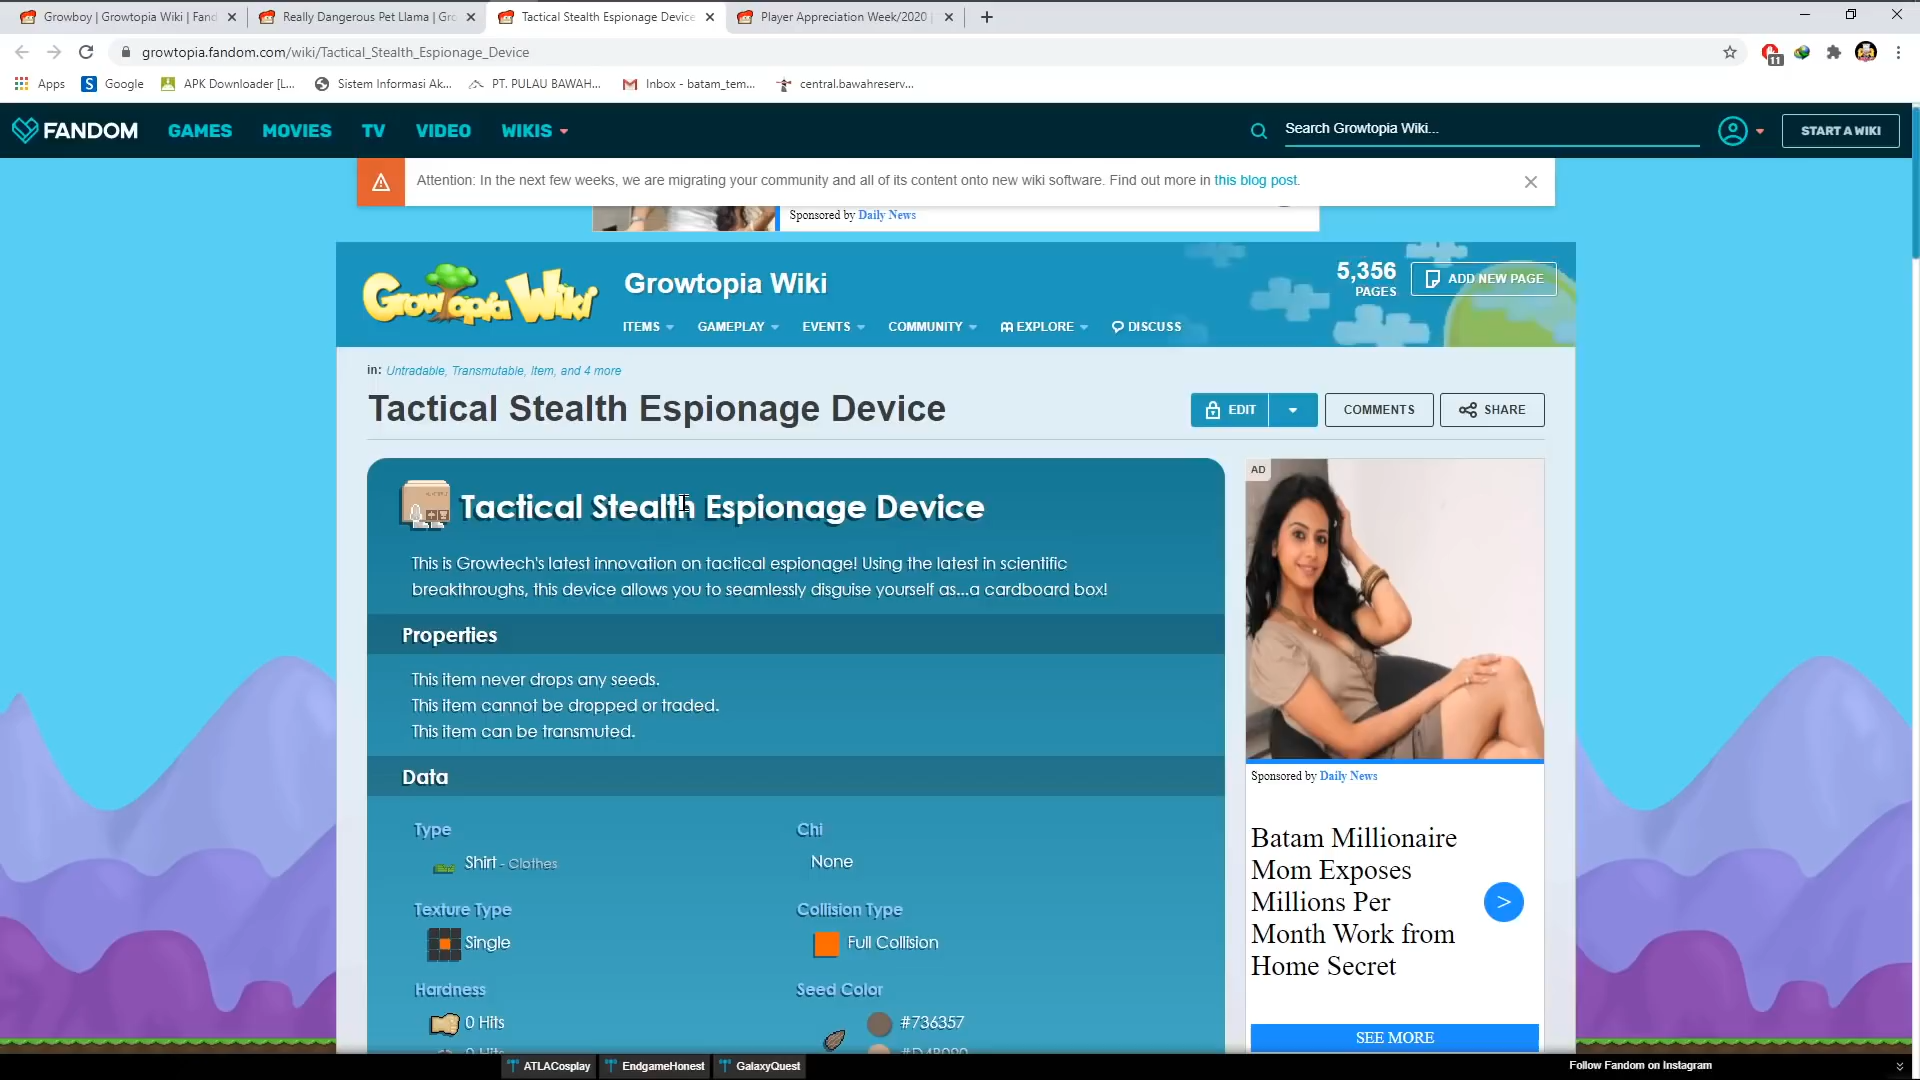 Growboy | Growtopia Wiki | Fand
Really Dangerous Pet Llama | Gro
Tactical Stealth Espionage Device
Player Appreciation Week/2020 |
growtopia.fandom.com/wiki/Tactical_Stealth_Espionage_Device
11
Apps
Google
APK Downloader [L...
Sistem Informasi Ak...
PT. PULAU BAWAH...
Inbox - batam_tem...
central.bawahreserv...
FANDOM
GAMES
MOVIES
TV
VIDEO
WIKIS
Search Growtopia Wiki...
START A WIKI
Attention: In the next few weeks, we are migrating your community and all of its content onto new wiki software. Find out more in this blog post.
Sponsored by Daily News
Growtopia Wiki
Growtopia Wiki
5,356
PAGES
ADD NEW PAGE
ITEMS
GAMEPLAY
EVENTS
COMMUNITY
EXPLORE
DISCUSS
in: Untradable, Transmutable, Item, and 4 more
Tactical Stealth Espionage Device
EDIT
COMMENTS
SHARE
Tactical Stealth Espionage Device
This is Growtech's latest innovation on tactical espionage! Using the latest in scientific
breakthroughs, this device allows you to seamlessly disguise yourself as...a cardboard box!
Properties
This item never drops any seeds.
This item cannot be dropped or traded.
This item can be transmuted.
Data
Type
Shirt - Clothes
Chi
None
Texture Type
Single
Collision Type
Full Collision
Hardness
0 Hits
0 Hits
Seed Color
#736357
AD
Sponsored by Daily News
Batam Millionaire
Mom Exposes
Millions Per
Month Work from
Home Secret
>
SEE MORE
ATLACosplay
EndgameHonest
GalaxyQuest
Follow Fandom on Instagram